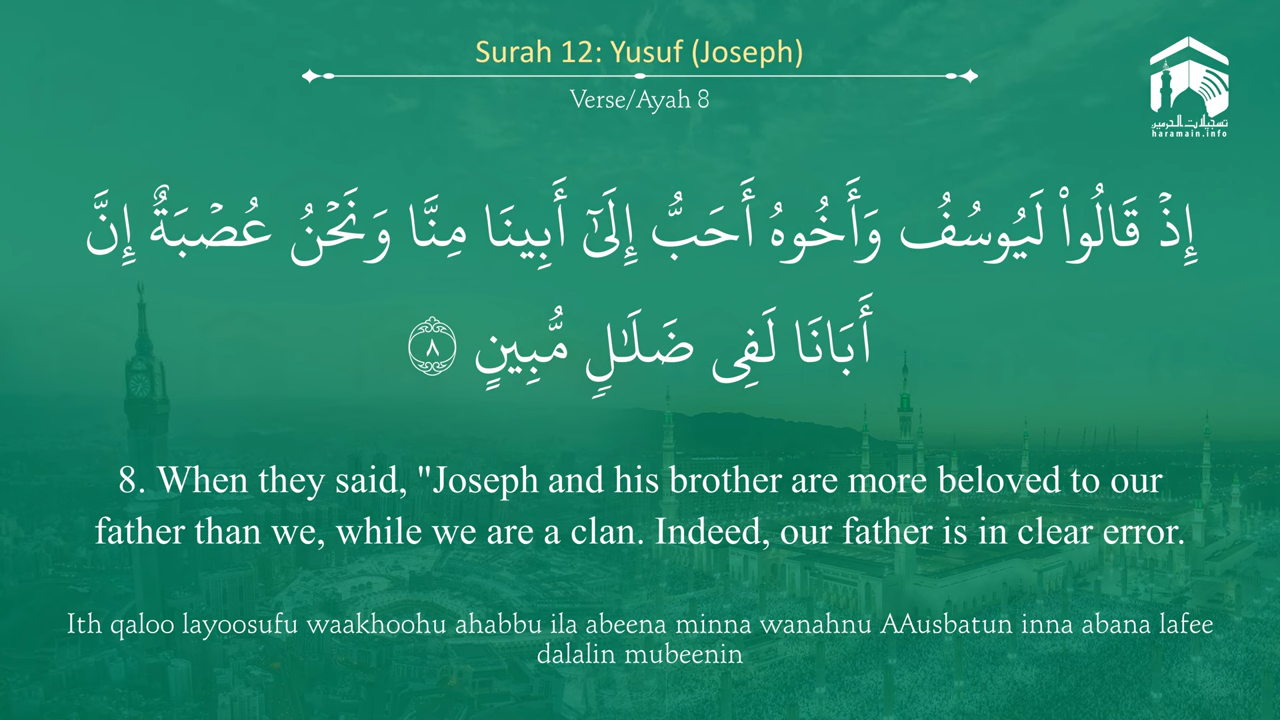 Surah 12: Yusuf (Joseph)
Verse/Ayah 8
تسجيلات الحرمين
haramain.info
إِذۡ قَالُواْ لَيُوسُفُ وَأَخُوهُ أَحَبُّ إِلَىٰٓ أَبِينَا مِنَّا وَنَحۡنُ عُصۡبَةٌ إِنَّ
أَبَانَا لَفِى ضَلَـٰلٍ مُّبِينٍ ٨
8. When they said, "Joseph and his brother are more beloved to our
father than we, while we are a clan. Indeed, our father is in clear error.
Ith qaloo layoosufu waakhoohu ahabbu ila abeena minna wanahnu AAusbatun inna abana lafee
dalalin mubeenin